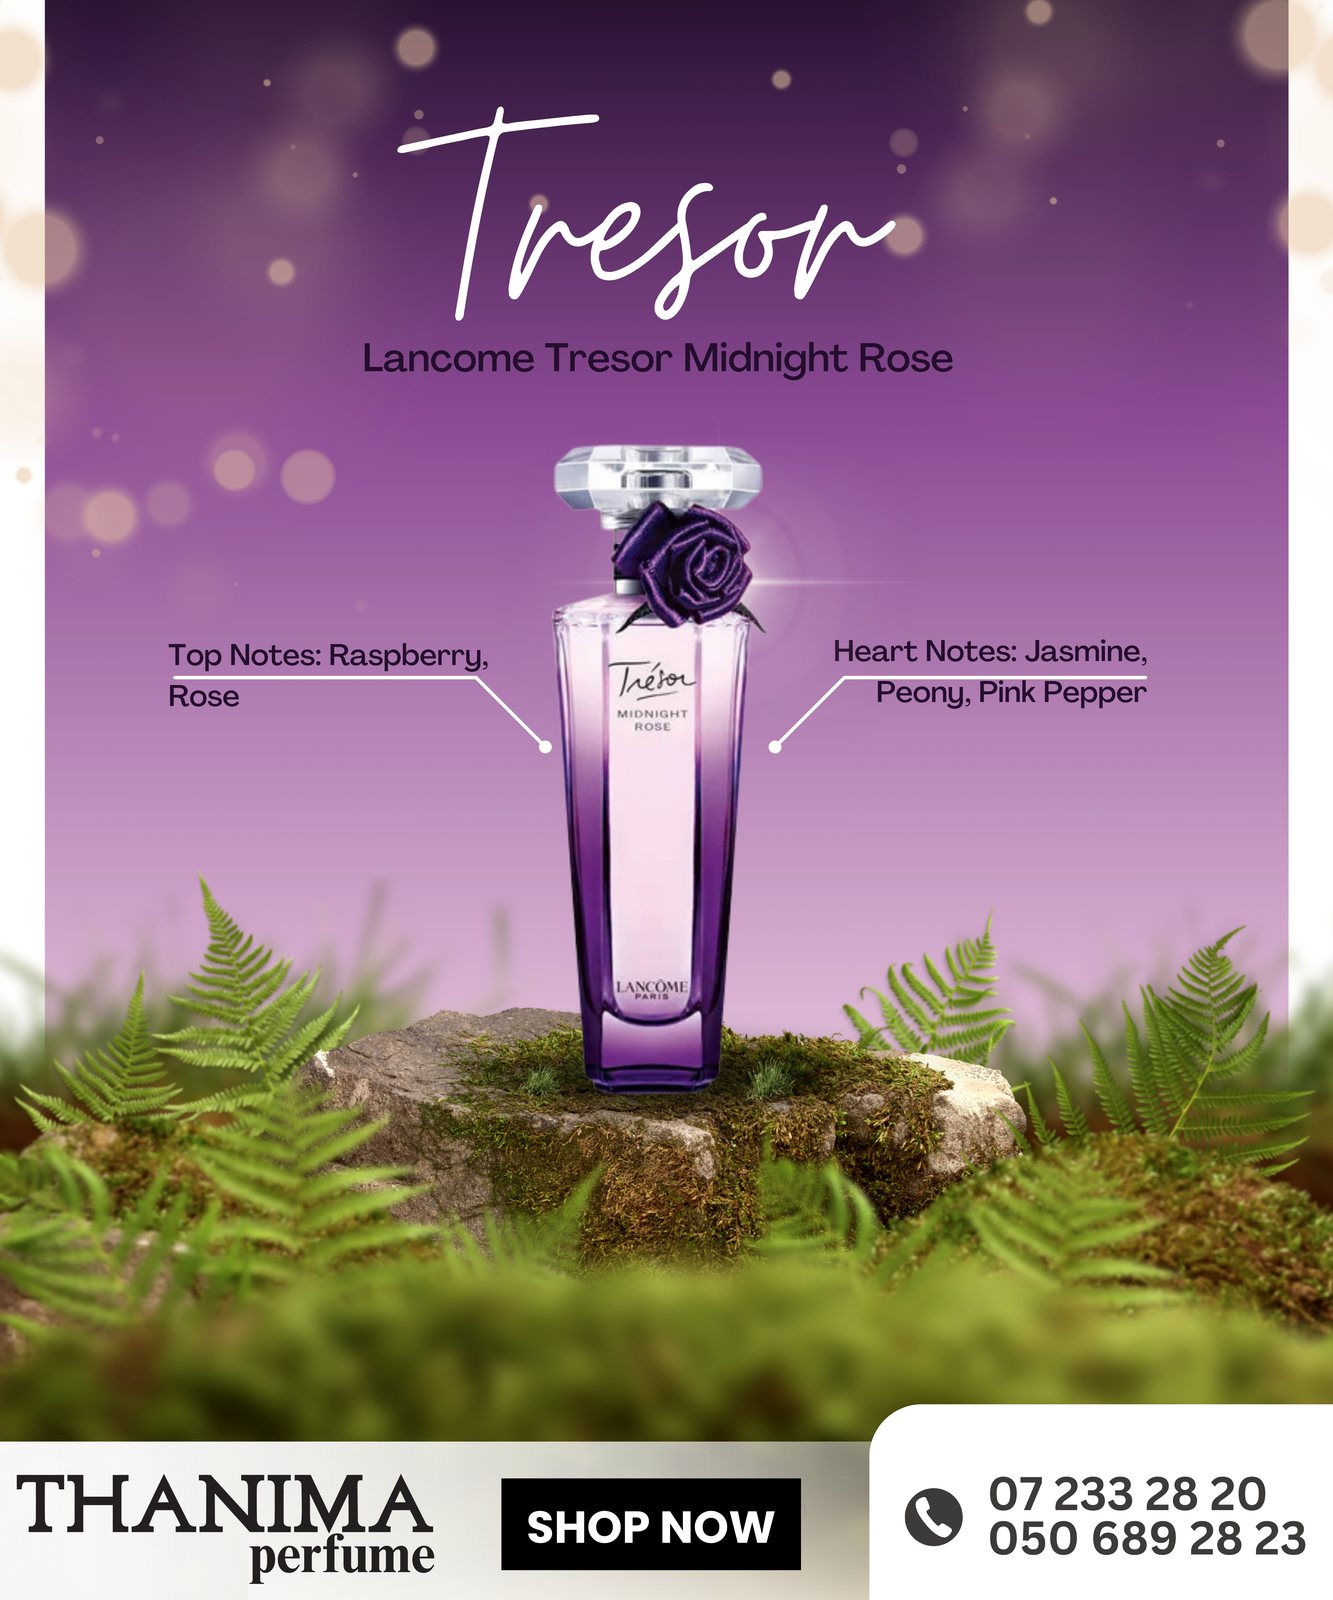 Tresor
Lancome Tresor Midnight Rose
Top Notes: Raspberry,
Rose
Heart Notes: Jasmine,
Peony, Pink Pepper
Trésor
MIDNIGHT
ROSE
LANCÔME
PARIS
THANIMA
perfume
SHOP NOW
07 233 28 20
050 689 28 23